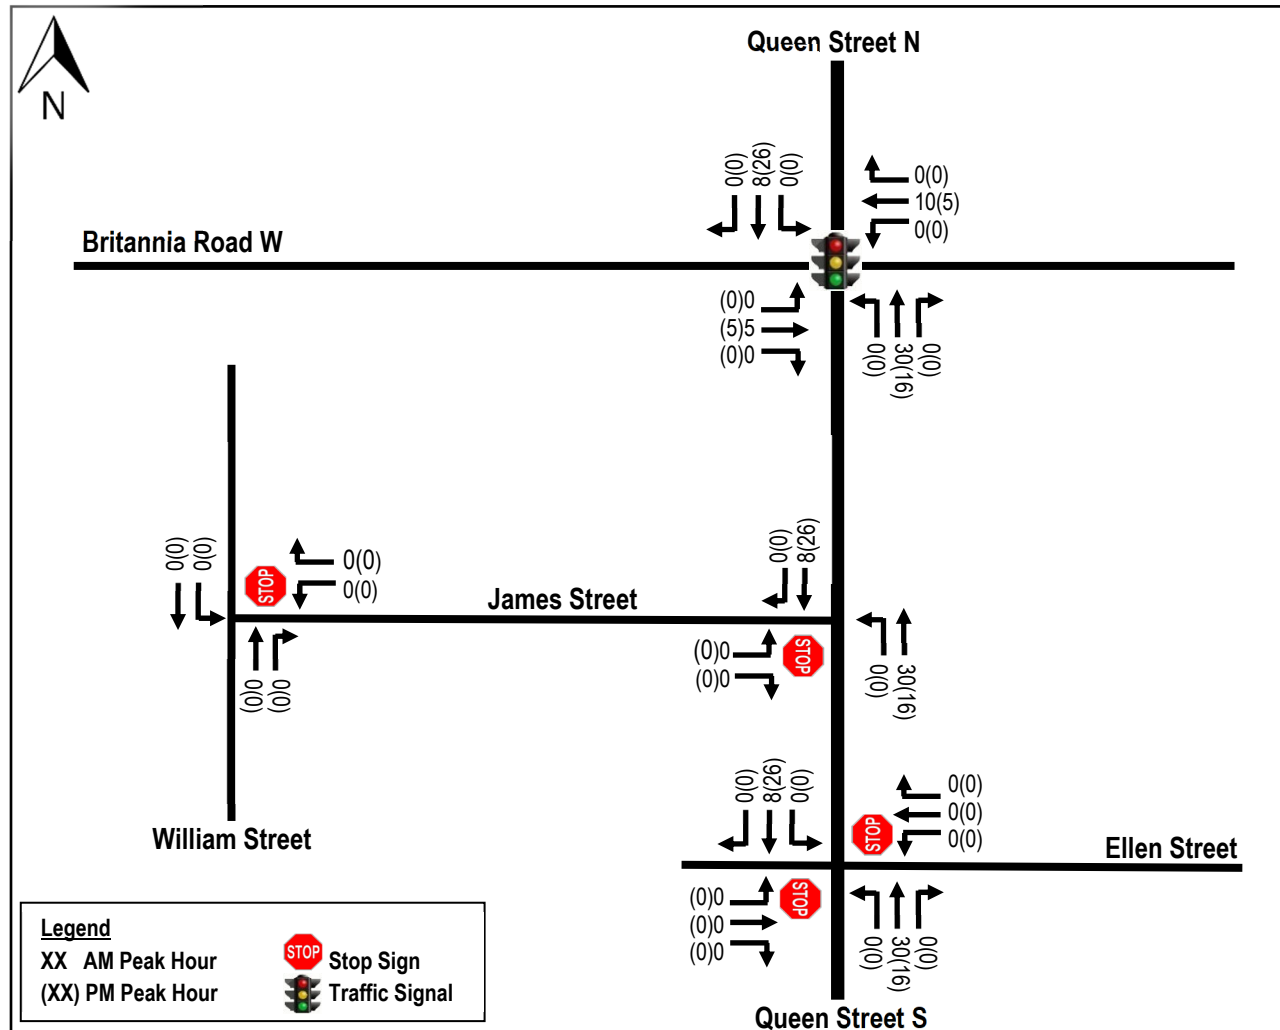 Queen Street N
N
0(0)
8(26)
0(0)
0(0)
10(5)
0(0)
Britannia Road W
(0)0
(5)5
(0)0
0(0)
30(16)
0(0)
(0)0
(0)0
STOP
0(0)
0(0)
James Street
0(0)
8(26)
0(0)
0(0)
(0)0
(0)0
STOP
0(0)
30(16)
William Street
0(0)
8(26)
0(0)
STOP
0(0)
0(0)
0(0)
Ellen Street
(0)0
(0)0
(0)0
STOP
0(0)
30(16)
0(0)
Legend
XX AM Peak Hour
STOP Stop Sign
(XX) PM Peak Hour
Traffic Signal
Queen Street S